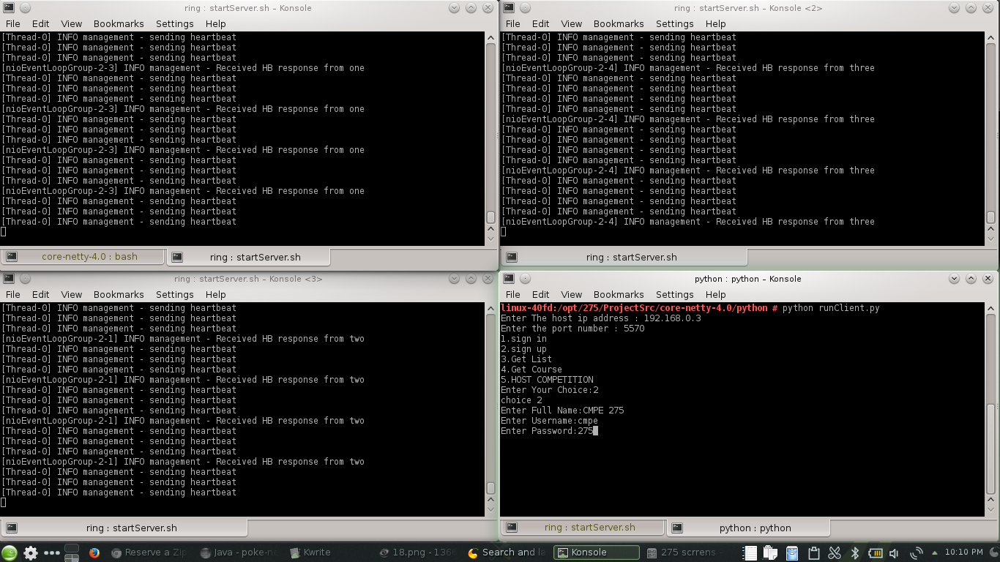 ring : startServer.sh – Konsole
File Edit View Bookmarks Settings Help
[Thread-0] INFO management - sending heartbeat
[Thread-0] INFO management - sending heartbeat
[Thread-0] INFO management - sending heartbeat
[nioEventLoopGroup-2-3] INFO management - Received HB response from one
[Thread-0] INFO management - sending heartbeat
[Thread-0] INFO management - sending heartbeat
[Thread-0] INFO management - sending heartbeat
[nioEventLoopGroup-2-3] INFO management - Received HB response from one
[Thread-0] INFO management - sending heartbeat
[Thread-0] INFO management - sending heartbeat
[Thread-0] INFO management - sending heartbeat
[nioEventLoopGroup-2-3] INFO management - Received HB response from one
[Thread-0] INFO management - sending heartbeat
[Thread-0] INFO management - sending heartbeat
[Thread-0] INFO management - sending heartbeat
[nioEventLoopGroup-2-3] INFO management - Received HB response from one
[Thread-0] INFO management - sending heartbeat
[Thread-0] INFO management - sending heartbeat
[Thread-0] INFO management - sending heartbeat
core-netty-4.0 : bash
ring : startServer.sh
ring : startServer.sh – Konsole <2>
File Edit View Bookmarks Settings Help
[Thread-0] INFO management - sending heartbeat
[Thread-0] INFO management - sending heartbeat
[Thread-0] INFO management - sending heartbeat
[nioEventLoopGroup-2-4] INFO management - Received HB response from three
[Thread-0] INFO management - sending heartbeat
[Thread-0] INFO management - sending heartbeat
[Thread-0] INFO management - sending heartbeat
[Thread-0] INFO management - sending heartbeat
[nioEventLoopGroup-2-4] INFO management - Received HB response from three
[Thread-0] INFO management - sending heartbeat
[Thread-0] INFO management - sending heartbeat
[Thread-0] INFO management - sending heartbeat
[Thread-0] INFO management - sending heartbeat
[nioEventLoopGroup-2-4] INFO management - Received HB response from three
[Thread-0] INFO management - sending heartbeat
[Thread-0] INFO management - sending heartbeat
[Thread-0] INFO management - sending heartbeat
[Thread-0] INFO management - sending heartbeat
[nioEventLoopGroup-2-4] INFO management - Received HB response from three
ring : startServer.sh
ring : startServer.sh – Konsole <3>
File Edit View Bookmarks Settings Help
[Thread-0] INFO management - sending heartbeat
[Thread-0] INFO management - sending heartbeat
[Thread-0] INFO management - sending heartbeat
[nioEventLoopGroup-2-1] INFO management - Received HB response from two
[Thread-0] INFO management - sending heartbeat
[Thread-0] INFO management - sending heartbeat
[Thread-0] INFO management - sending heartbeat
[nioEventLoopGroup-2-1] INFO management - Received HB response from two
[Thread-0] INFO management - sending heartbeat
[Thread-0] INFO management - sending heartbeat
[Thread-0] INFO management - sending heartbeat
[nioEventLoopGroup-2-1] INFO management - Received HB response from two
[Thread-0] INFO management - sending heartbeat
[Thread-0] INFO management - sending heartbeat
[Thread-0] INFO management - sending heartbeat
[nioEventLoopGroup-2-1] INFO management - Received HB response from two
[Thread-0] INFO management - sending heartbeat
[Thread-0] INFO management - sending heartbeat
[Thread-0] INFO management - sending heartbeat
ring : startServer.sh
python : python – Konsole
File Edit View Bookmarks Settings Help
linux-40fd:/opt/275/ProjectSrc/core-netty-4.0/python # python runClient.py
Enter The host ip address : 192.168.0.3
Enter the port number : 5570
1.sign in
2.sign up
3.Get List
4.Get Course
5.HOST COMPETITION
Enter Your Choice:2
choice 2
Enter Full Name:CMPE 275
Enter Username:cmpe
Enter Password:275
ring : startServer.sh
python : python
Reserve a Zip
Java - poke-ne
Kwrite
18.png - 1366
Search and la
Konsole
275 scrrens
10:10 PM